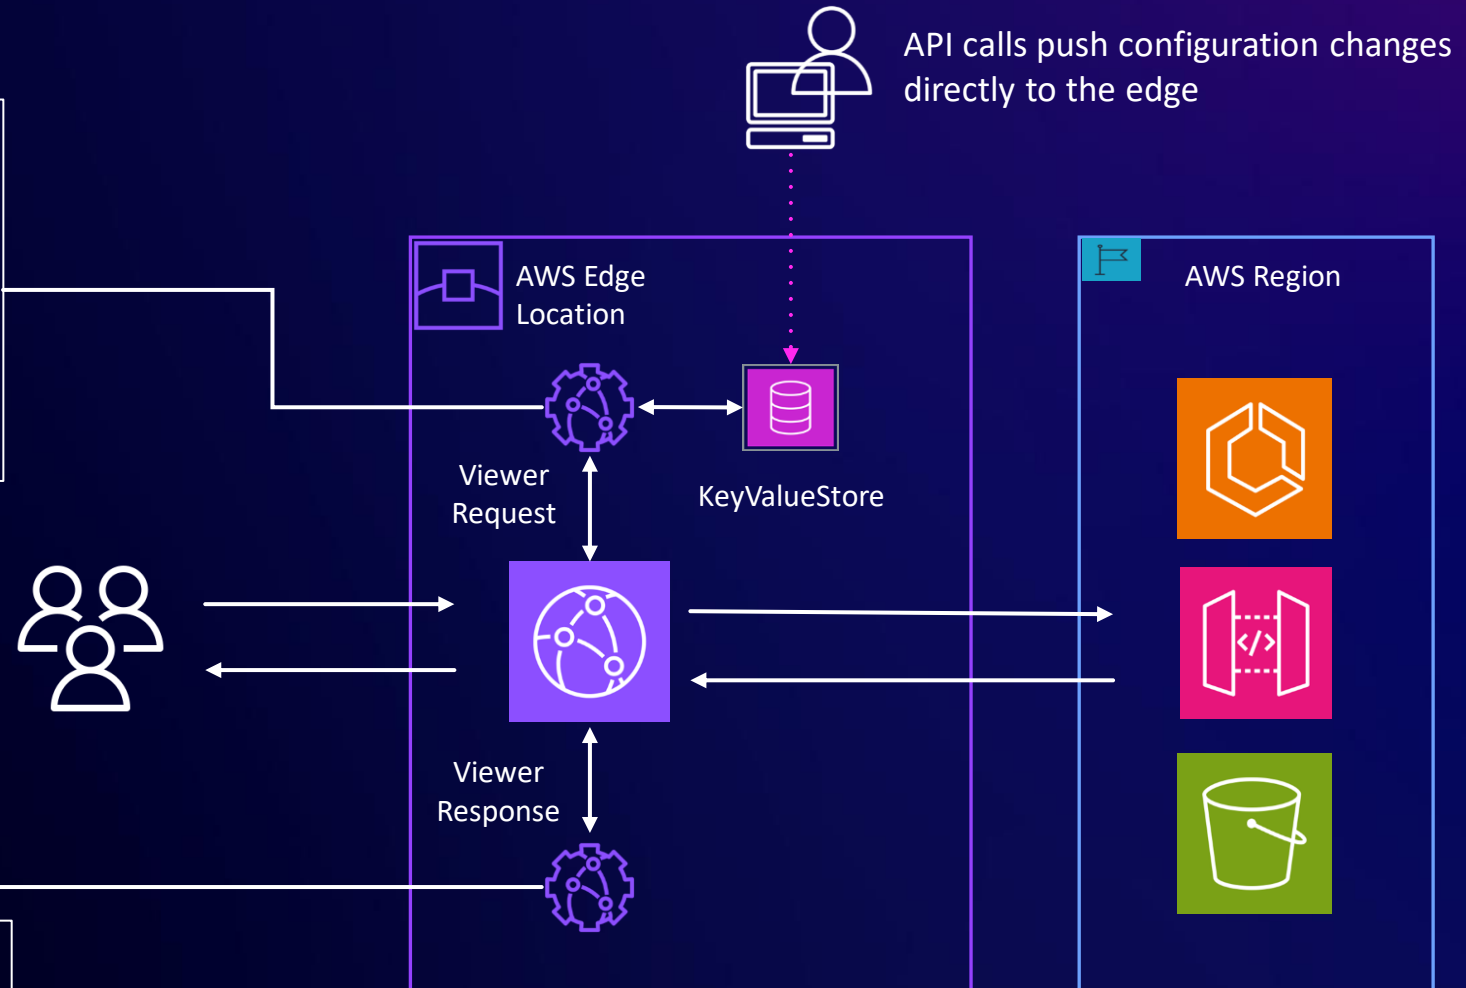 API calls push configuration changes
directly to the edge
AWS Edge
Location
AWS Region
Viewer
Request
KeyValueStore
</>
Viewer
Response